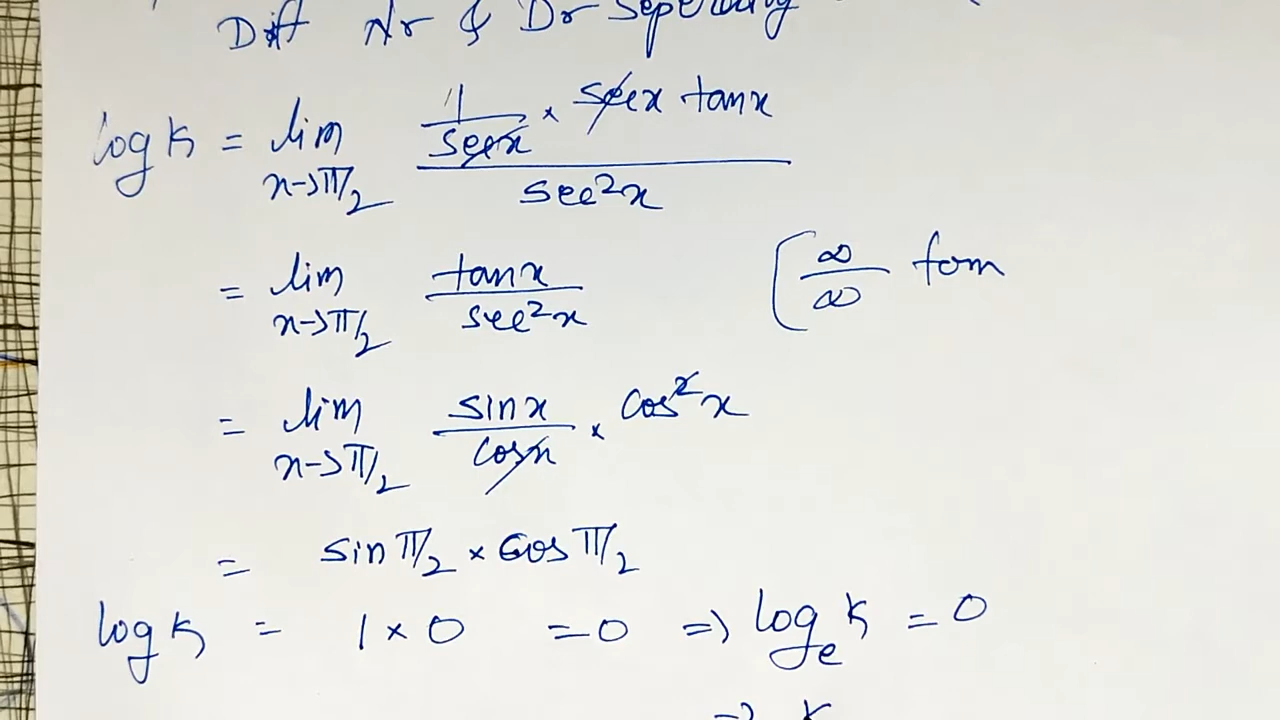 Diff Nr & Dr Seperately
log k = lim x→π/2 (1/secx × secx tanx) / sec²x
= lim x→π/2 tanx / sec²x [ ∞/∞ fom
= lim x→π/2 sinx / cosx × cos²x
= sin π/2 × cos π/2
log k = 1 × 0 = 0 ⇒ logₑ k = 0
⇒ k